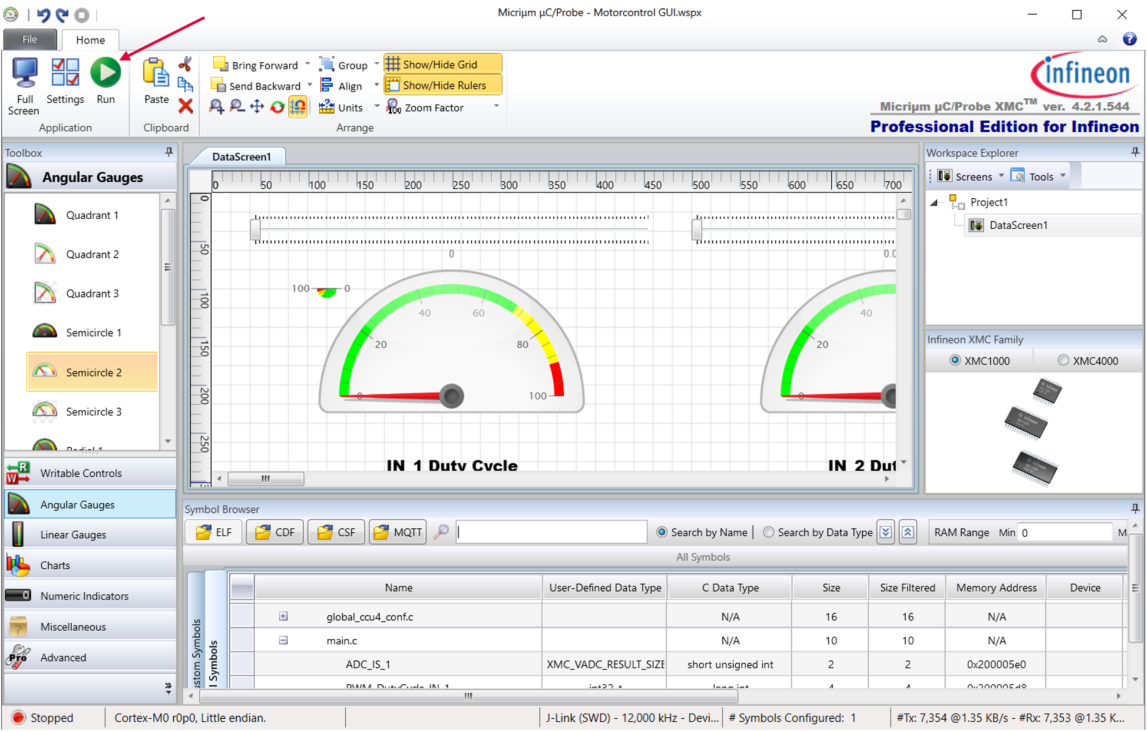 Micriµm µC/Probe - Motorcontrol GUI.wspx
File
Home
Full Screen
Settings
Run
Paste
Bring Forward
Send Backward
Group
Align
Units
Show/Hide Grid
Show/Hide Rulers
Zoom Factor
100
Application
Clipboard
Arrange
infineon
Micriµm µC/Probe XMC™ ver. 4.2.1.544
Professional Edition for Infineon
Toolbox
Angular Gauges
Quadrant 1
Quadrant 2
Quadrant 3
Semicircle 1
Semicircle 2
Semicircle 3
Radial 1
Writable Controls
Angular Gauges
Linear Gauges
Charts
Numeric Indicators
Miscellaneous
Advanced
DataScreen1
0 50 100 150 200 250 300 350 400 450 500 550 600 650 700
0
50
100
150
200
250
0
0.0
100 0
0 20 40 60 80 100
0 20 40
IN_1 Duty Cycle
IN_2 Dut
Workspace Explorer
Screens
Tools
Project1
DataScreen1
Infineon XMC Family
XMC1000
XMC4000
Symbol Browser
ELF
CDF
CSF
MQTT
Search by Name
Search by Data Type
RAM Range Min 0 M
All Symbols
ustom Symbols
l Symbols
Name User-Defined Data Type C Data Type Size Size Filtered Memory Address Device
global_ccu4_conf.c N/A 16 16 N/A
main.c N/A 10 10 N/A
ADC_IS_1 XMC_VADC_RESULT_SIZE short unsigned int 2 2 0x200005e0
PWM_DutyCycle_IN_1 int32_t long int 4 4 0x200005d8
Stopped
Cortex-M0 r0p0, Little endian.
J-Link (SWD) - 12,000 kHz - Devi...
# Symbols Configured: 1
#Tx: 7,354 @1.35 KB/s - #Rx: 7,353 @1.35 K...